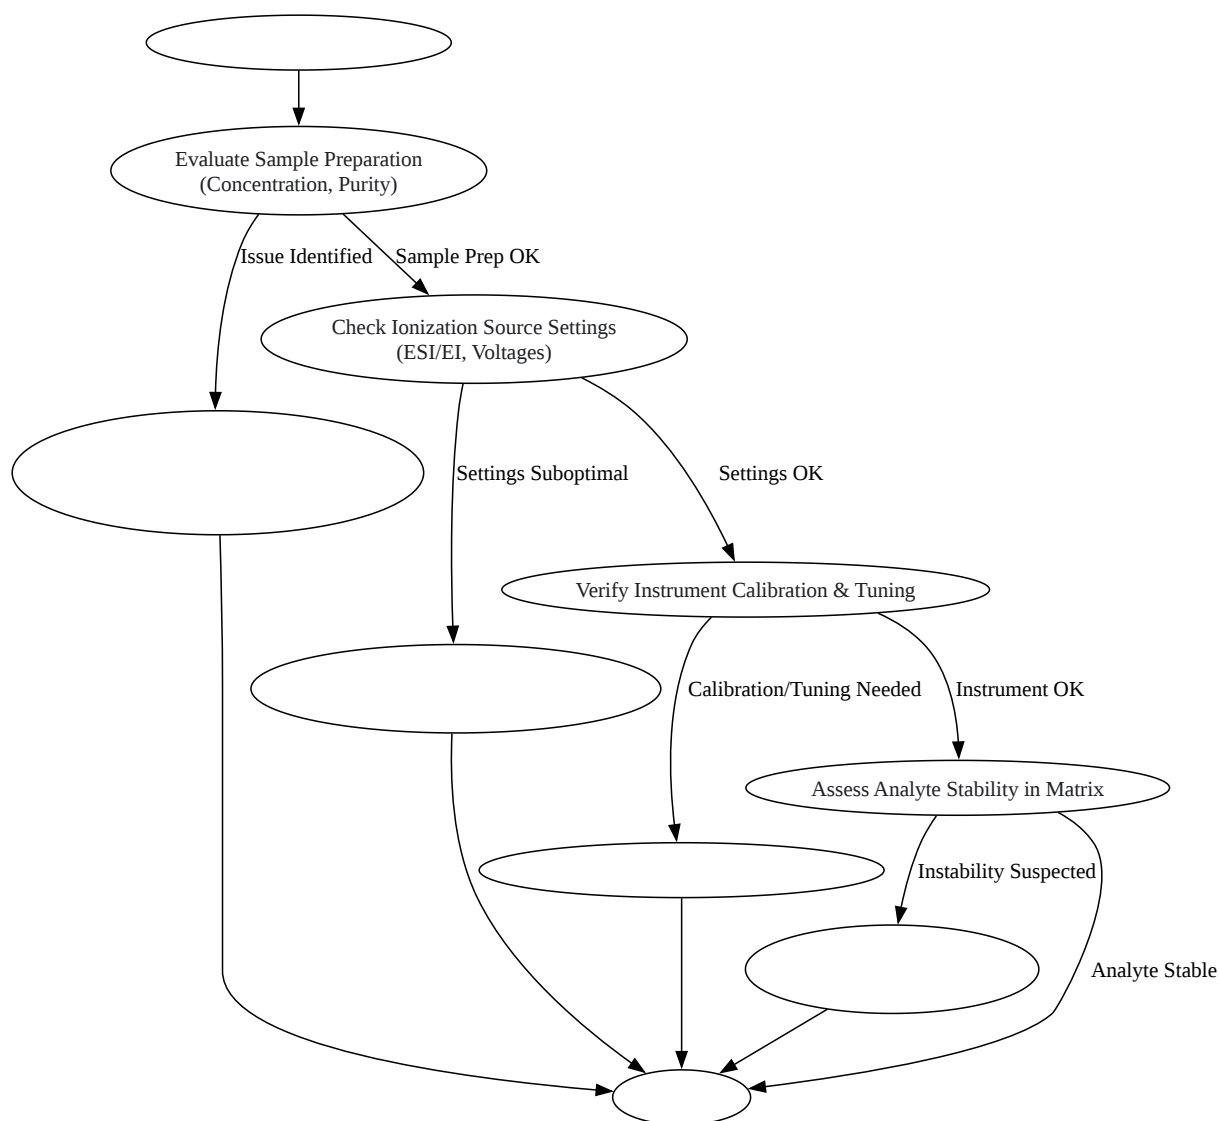 Evaluate Sample Preparation
(Concentration, Purity)
Issue Identified
Sample Prep OK
Check Ionization Source Settings
(ESI/EI, Voltages)
Settings Suboptimal
Settings OK
Verify Instrument Calibration & Tuning
Calibration/Tuning Needed
Instrument OK
Assess Analyte Stability in Matrix
Instability Suspected
Analyte Stable